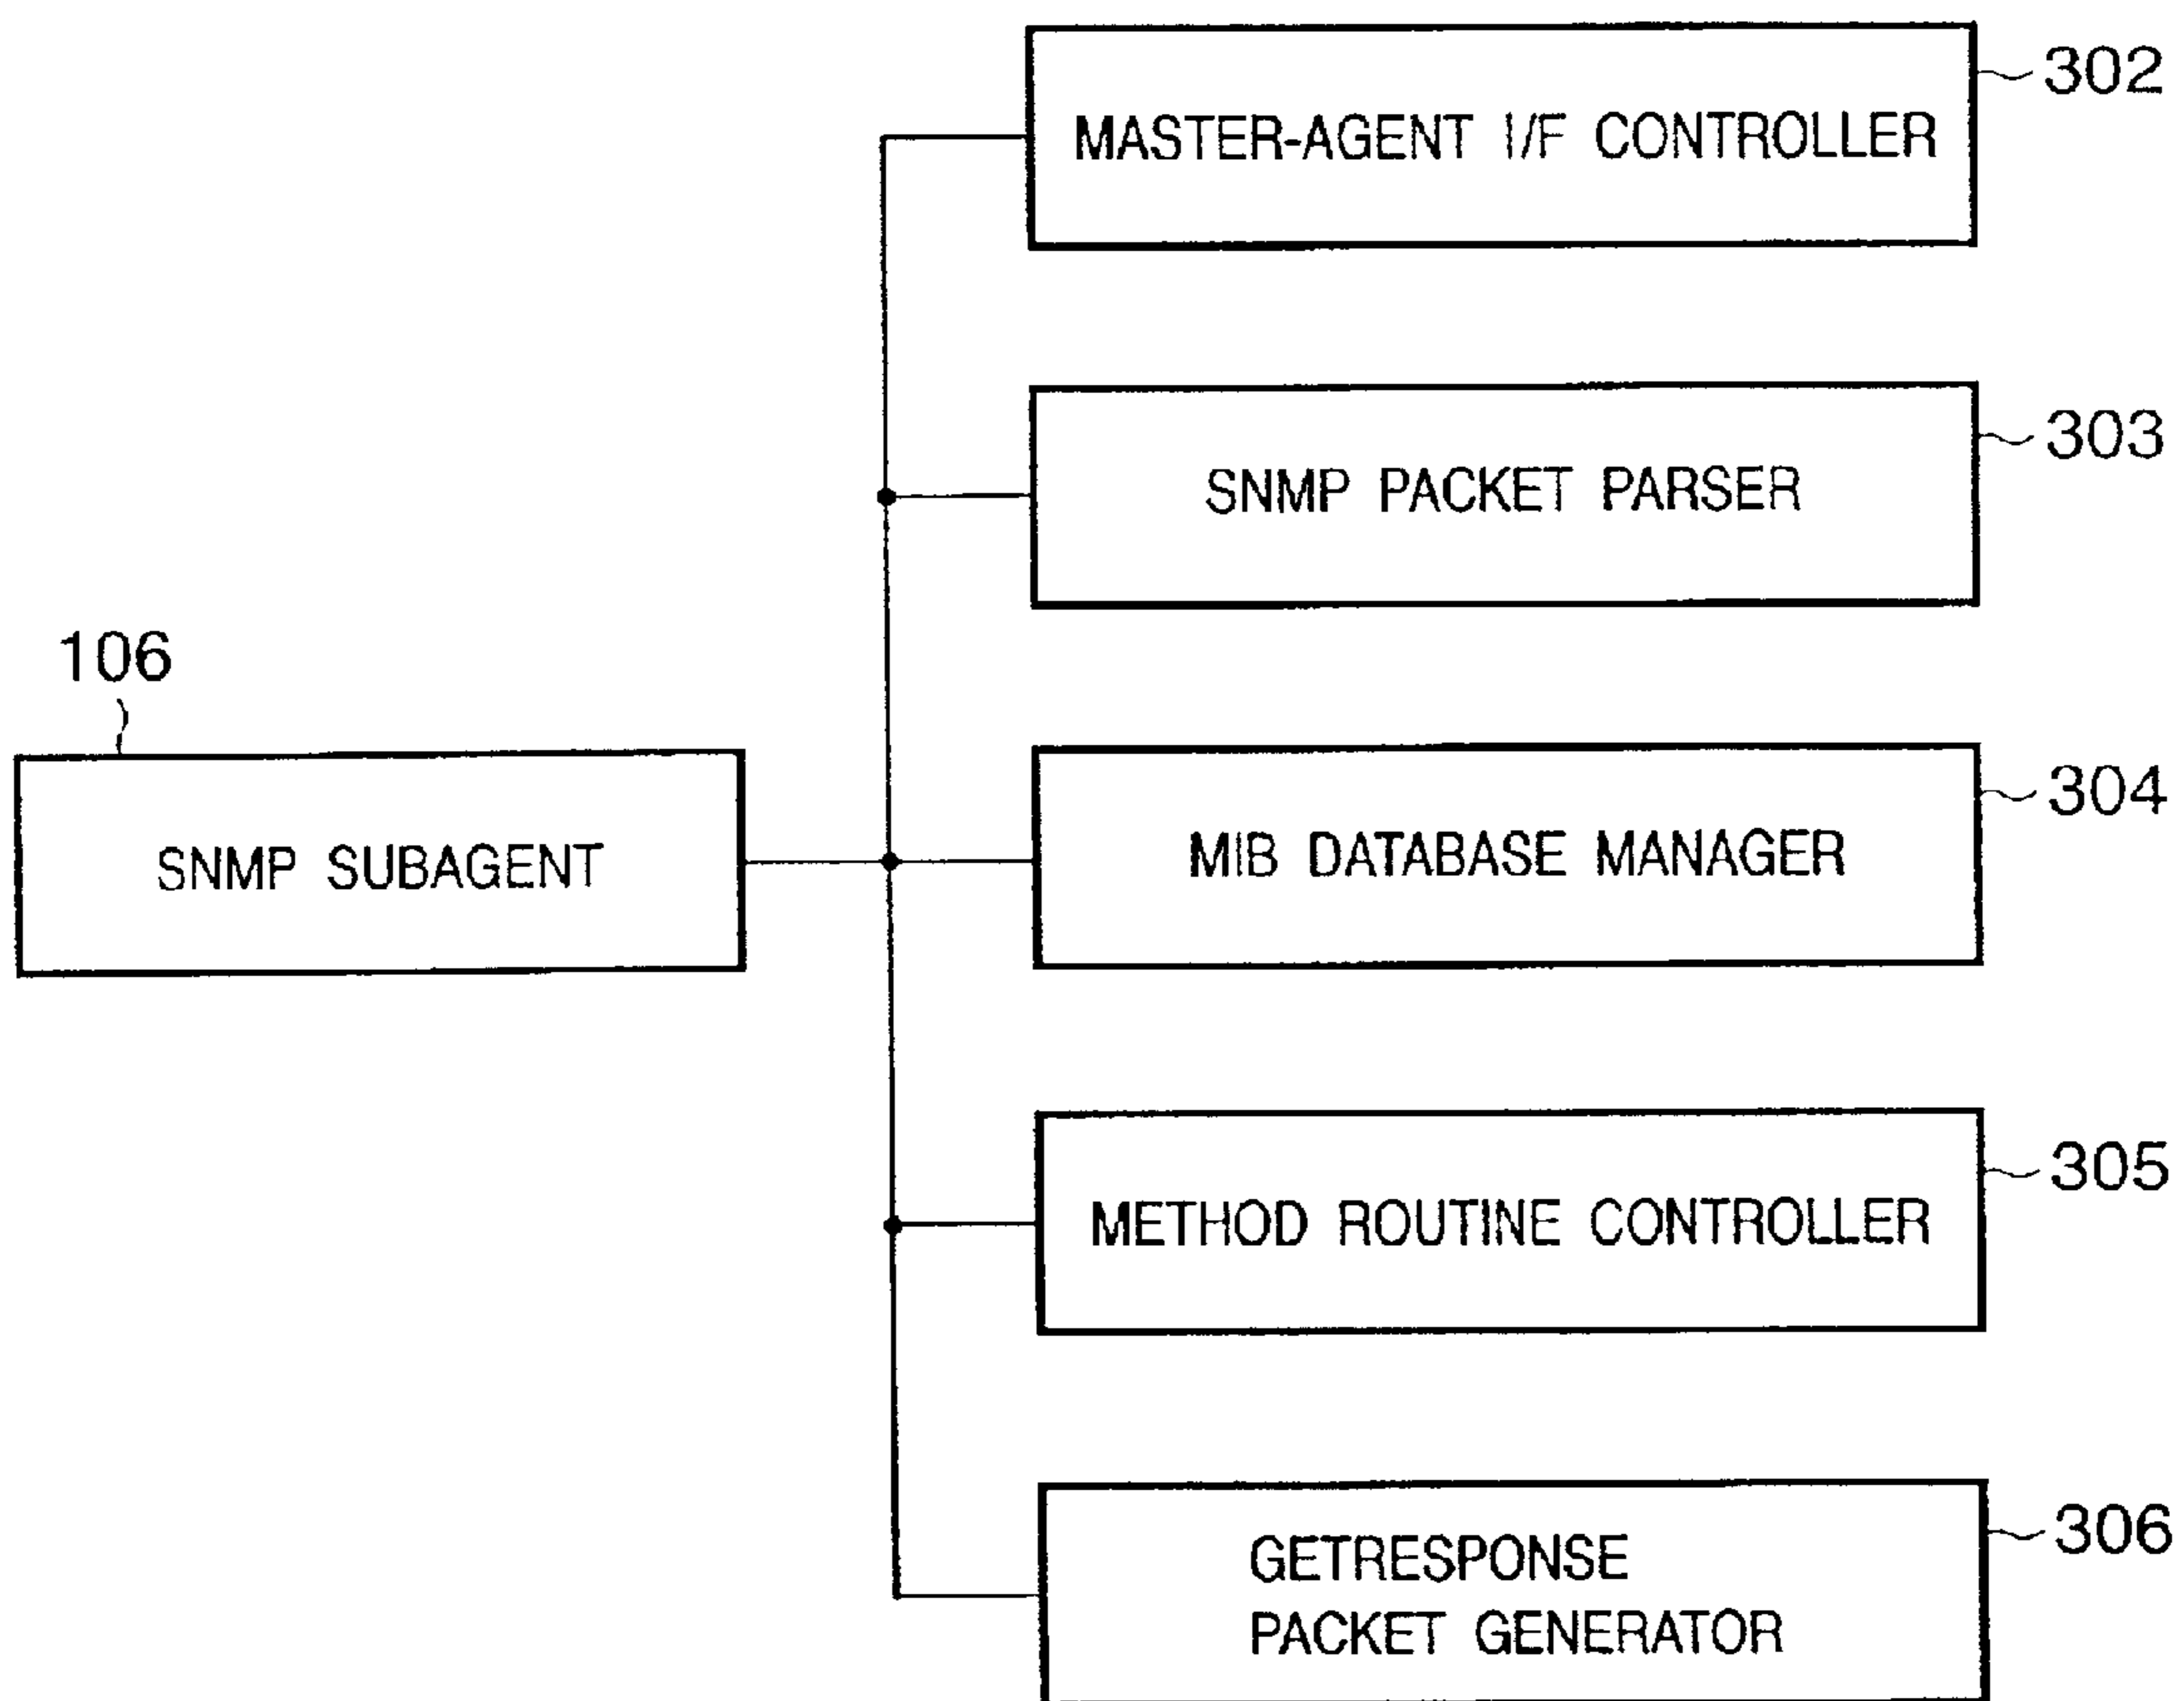 302
MASTER-AGENT I/F CONTROLLER
303
SNMP PACKET PARSER
106
304
SNMP SUBAGENT
MIB DATABASE MANAGER
305
METHOD ROUTINE CONTROLLER
306
GETRESPONSE
PACKET GENERATOR